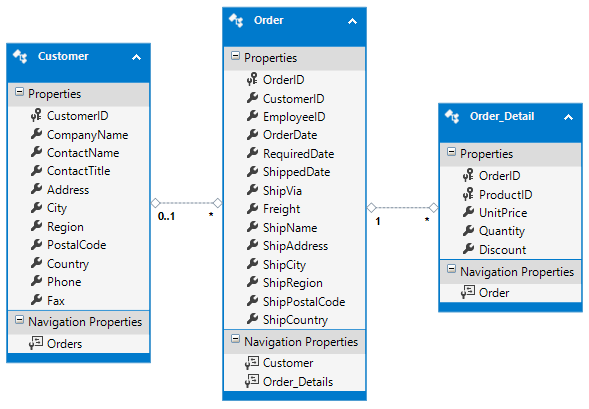 Customer
Properties
CustomerID
CompanyName
ContactName
ContactTitle
Address
City
Region
PostalCode
Country
Phone
Fax
Navigation Properties
Orders
0..1
*
Order
Properties
OrderID
CustomerID
EmployeeID
OrderDate
RequiredDate
ShippedDate
ShipVia
Freight
ShipName
ShipAddress
ShipCity
ShipRegion
ShipPostalCode
ShipCountry
Navigation Properties
Customer
Order_Details
1
*
Order_Detail
Properties
OrderID
ProductID
UnitPrice
Quantity
Discount
Navigation Properties
Order